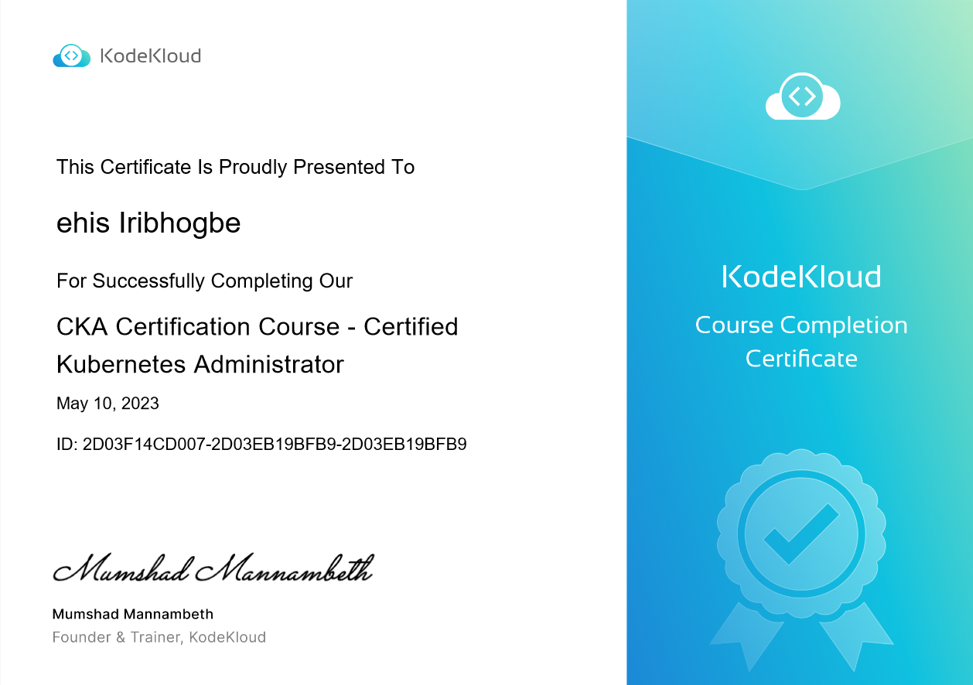 KodeKloud
This Certificate Is Proudly Presented To
ehis Iribhogbe
For Successfully Completing Our
CKA Certification Course - Certified
Kubernetes Administrator
May 10, 2023
ID: 2D03F14CD007-2D03EB19BFB9-2D03EB19BFB9
Mumshad Mannambeth
Mumshad Mannambeth
Founder & Trainer, KodeKloud
KodeKloud
Course Completion
Certificate